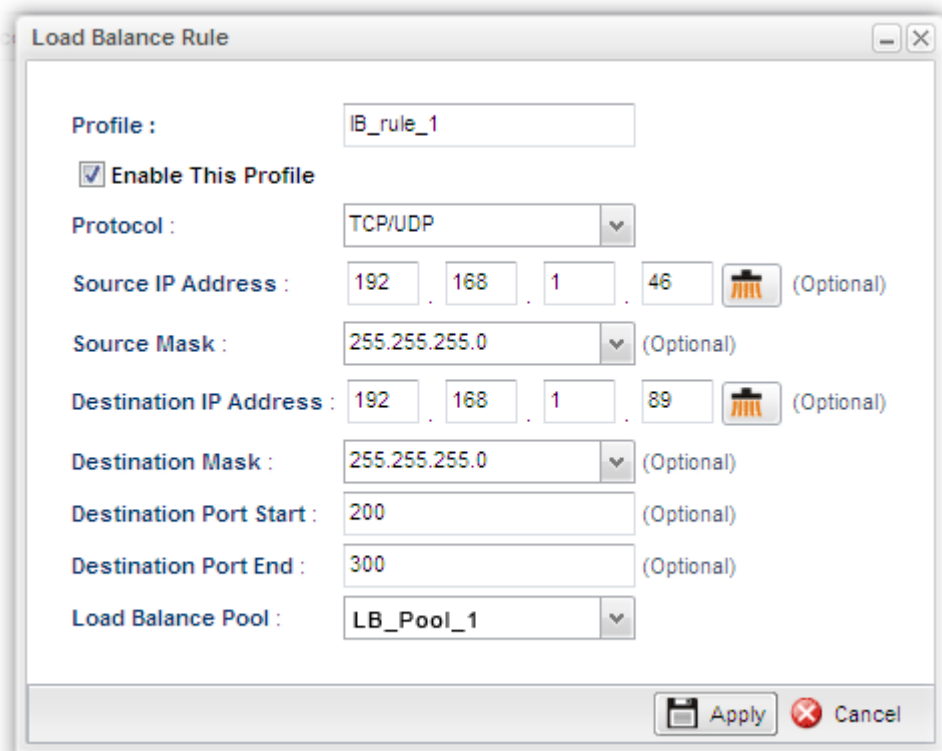 Load Balance Rule
Profile :
IB_rule_1
Enable This Profile
Protocol :
TCP/UDP
Source IP Address : 192 . 168 . 1 . 46 (Optional)
Source Mask : 255.255.255.0 (Optional)
Destination IP Address : 192 . 168 . 1 . 89 (Optional)
Destination Mask : 255.255.255.0 (Optional)
Destination Port Start : 200 (Optional)
Destination Port End : 300 (Optional)
Load Balance Pool : LB_Pool_1
Apply Cancel